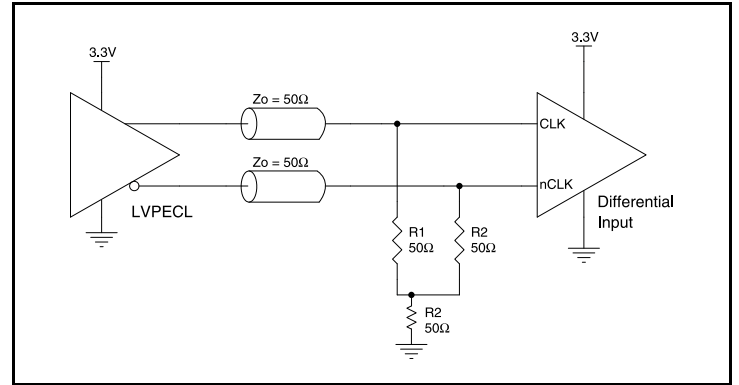 3.3V
3.3V
Zo = 50Ω
CLK
Zo = 50Ω
nCLK
LVPECL
Differential
Input
R1
50Ω
R2
50Ω
R2
50Ω